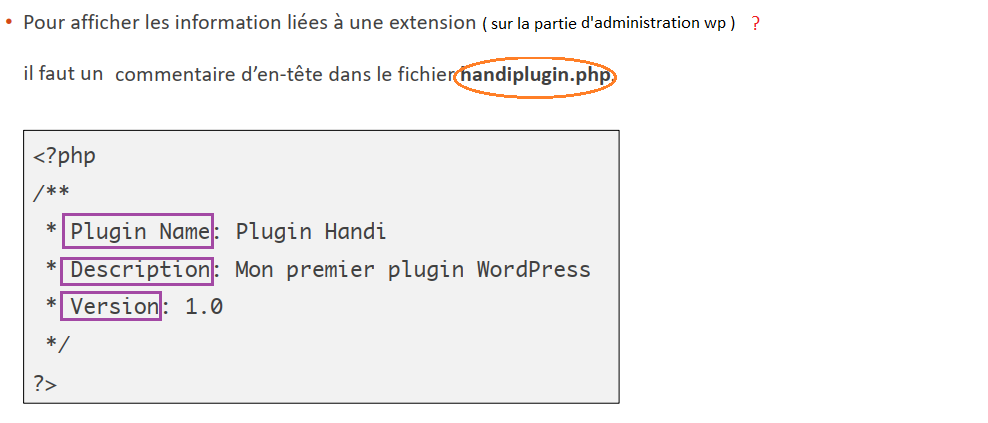 • Pour afficher les information liées à une extension ( sur la partie d'administration wp ) ?
il faut un commentaire d’en-tête dans le fichier handiplugin.php.
<?php
/**
* Plugin Name: Plugin Handi
* Description: Mon premier plugin WordPress
* Version: 1.0
*/
?>